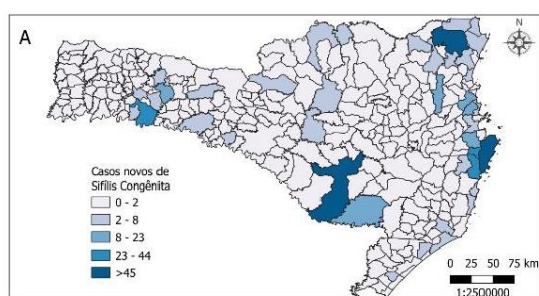 A
N
Casos novos de
Sífilis Congênita
0 - 2
2 - 8
8 - 23
23 - 44
>45
0 25 50 75 km
1:2500000